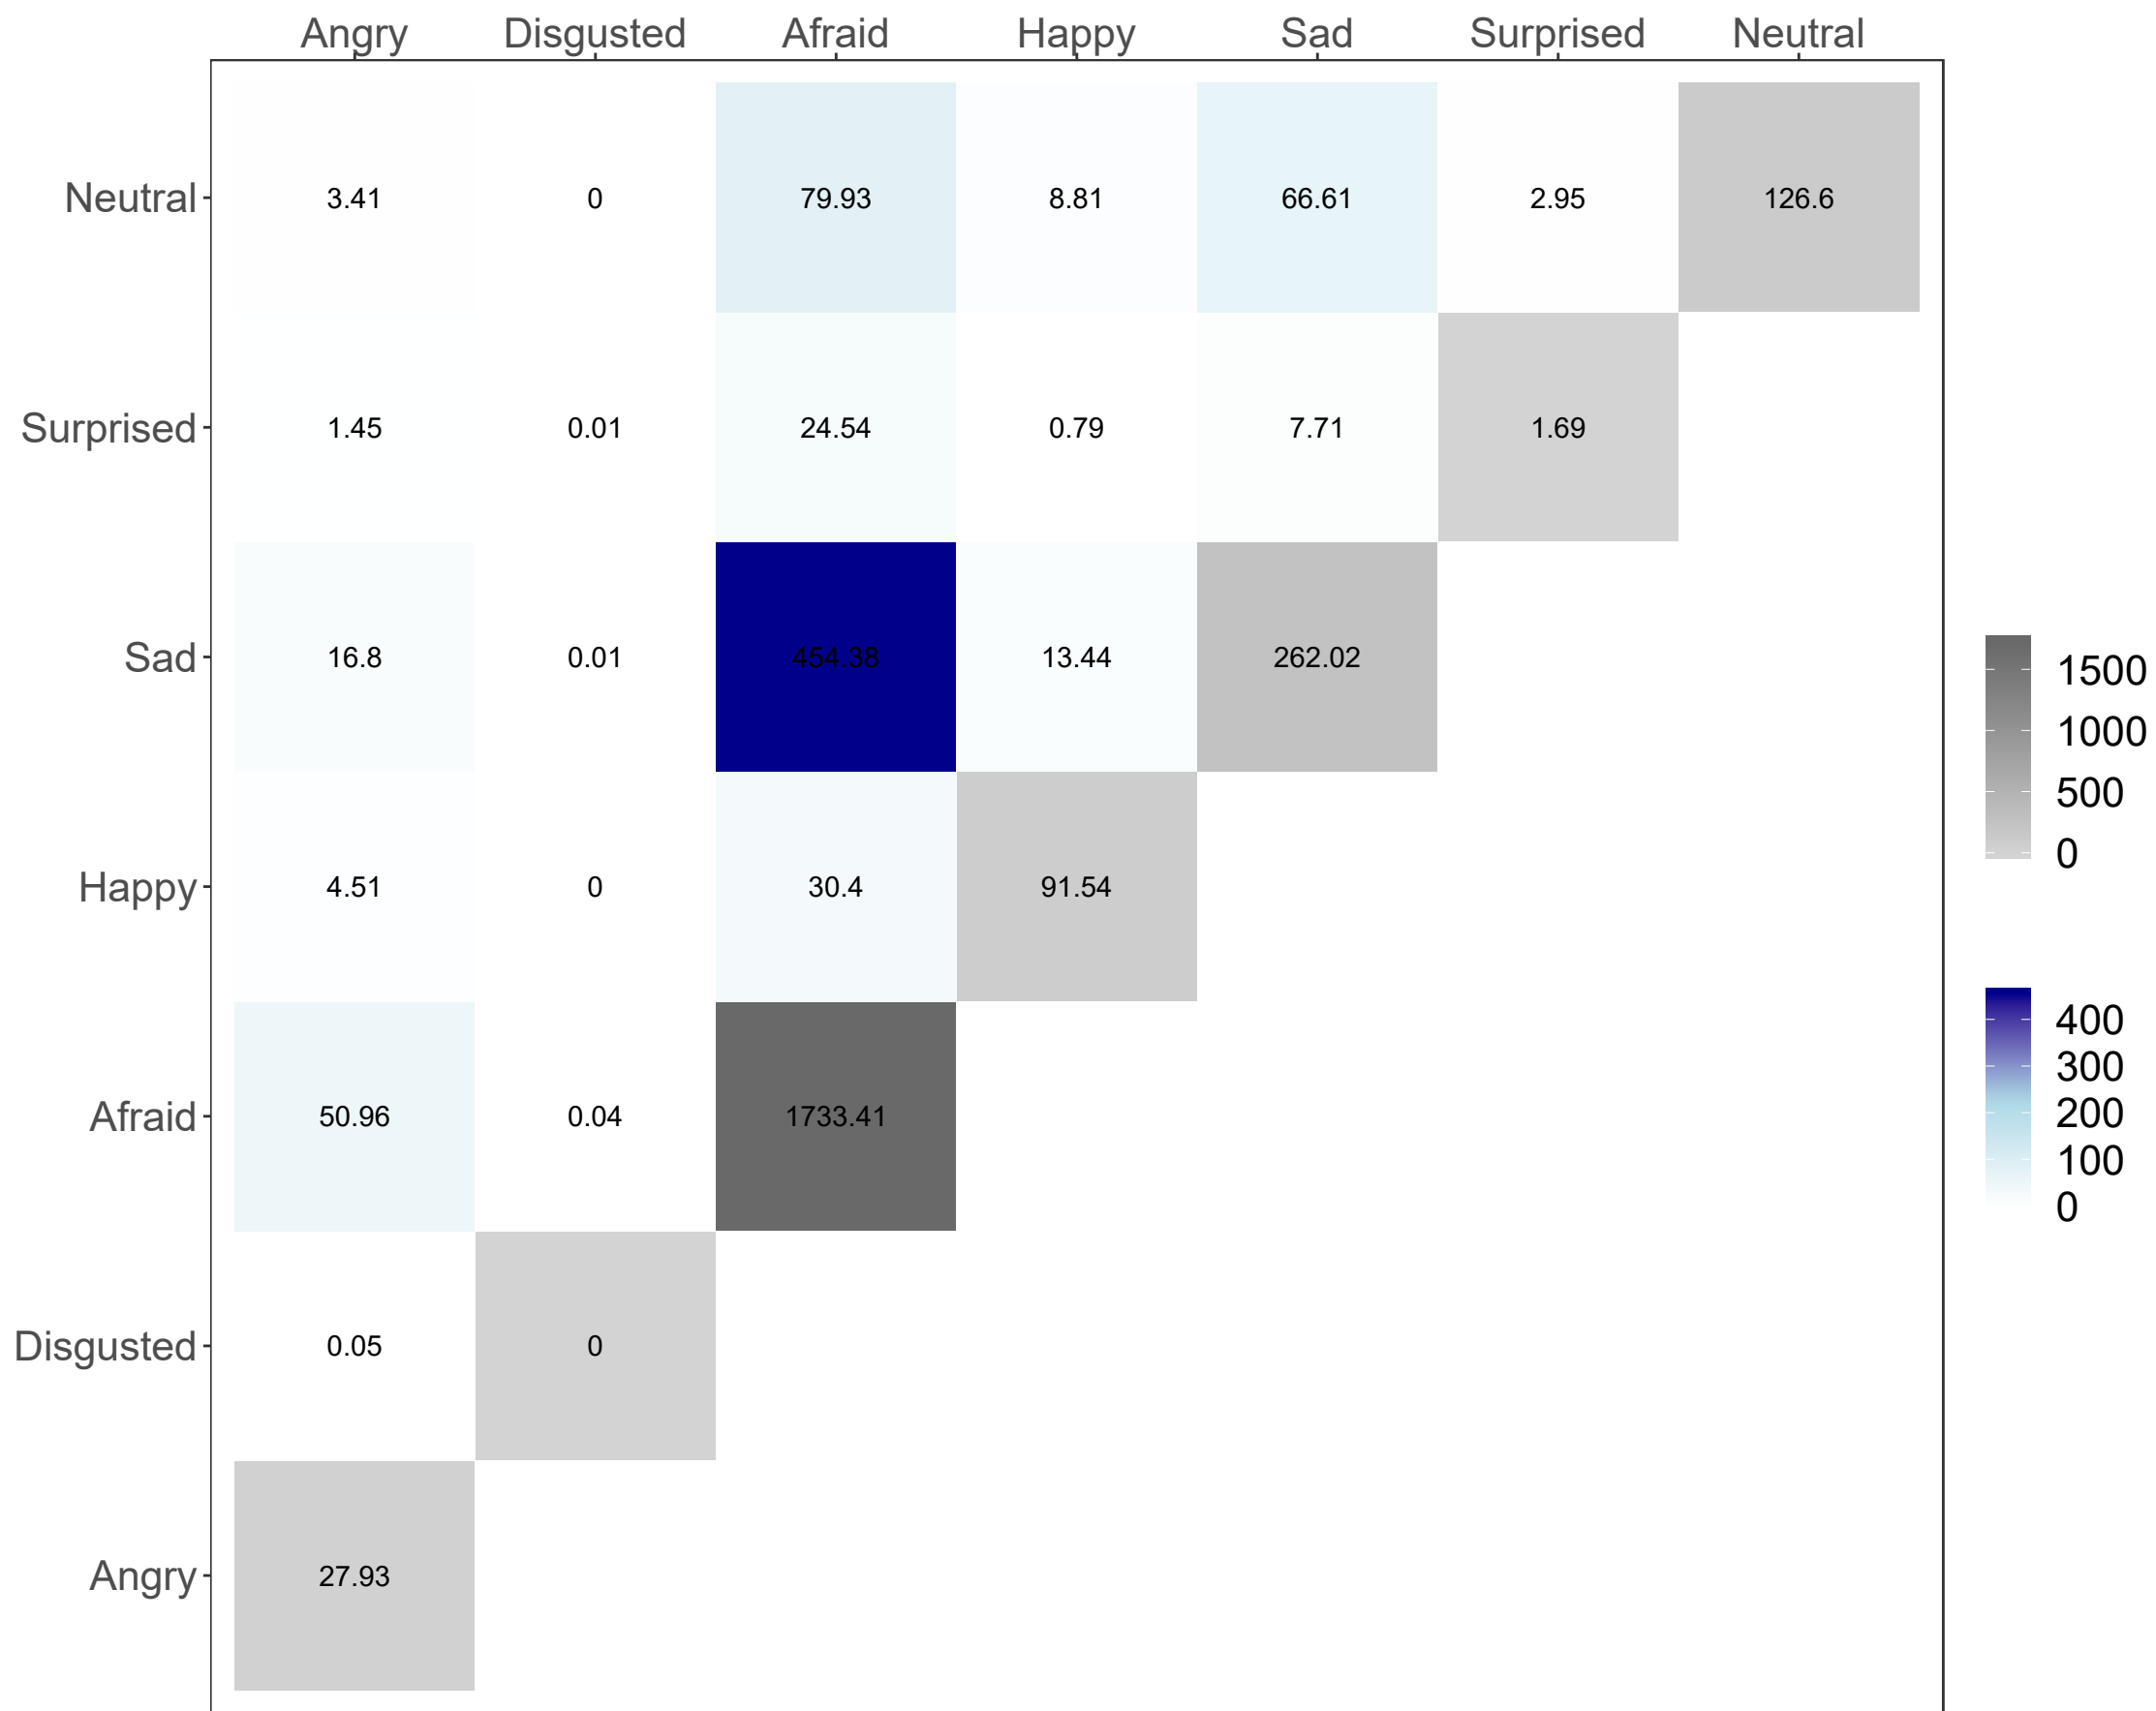 Angry Disgusted Afraid Happy Sad Surprised Neutral
Neutral 3.41 0 79.93 8.81 66.61 2.95 126.6
Surprised 1.45 0.01 24.54 0.79 7.71 1.69
Sad 16.8 0.01 454.38 13.44 262.02
Happy 4.51 0 30.4 91.54
Afraid 50.96 0.04 1733.41
Disgusted 0.05 0
Angry 27.93
1500
1000
500
0
400
300
200
100
0